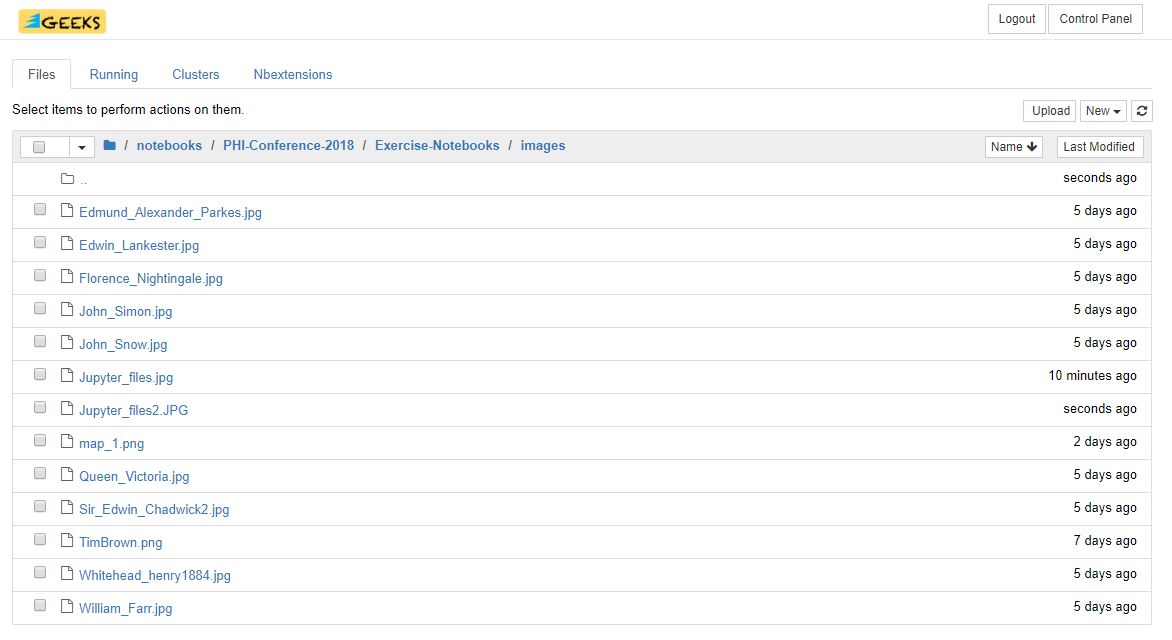 GEEKS Logout Control Panel
Files Running Clusters Nbextensions
Select items to perform actions on them. Upload New
/ notebooks / PHI-Conference-2018 / Exercise-Notebooks / images Name Last Modified
.. seconds ago
Edmund_Alexander_Parkes.jpg 5 days ago
Edwin_Lankester.jpg 5 days ago
Florence_Nightingale.jpg 5 days ago
John_Simon.jpg 5 days ago
John_Snow.jpg 5 days ago
Jupyter_files.jpg 10 minutes ago
Jupyter_files2.JPG seconds ago
map_1.png 2 days ago
Queen_Victoria.jpg 5 days ago
Sir_Edwin_Chadwick2.jpg 5 days ago
TimBrown.png 7 days ago
Whitehead_henry1884.jpg 5 days ago
William_Farr.jpg 5 days ago